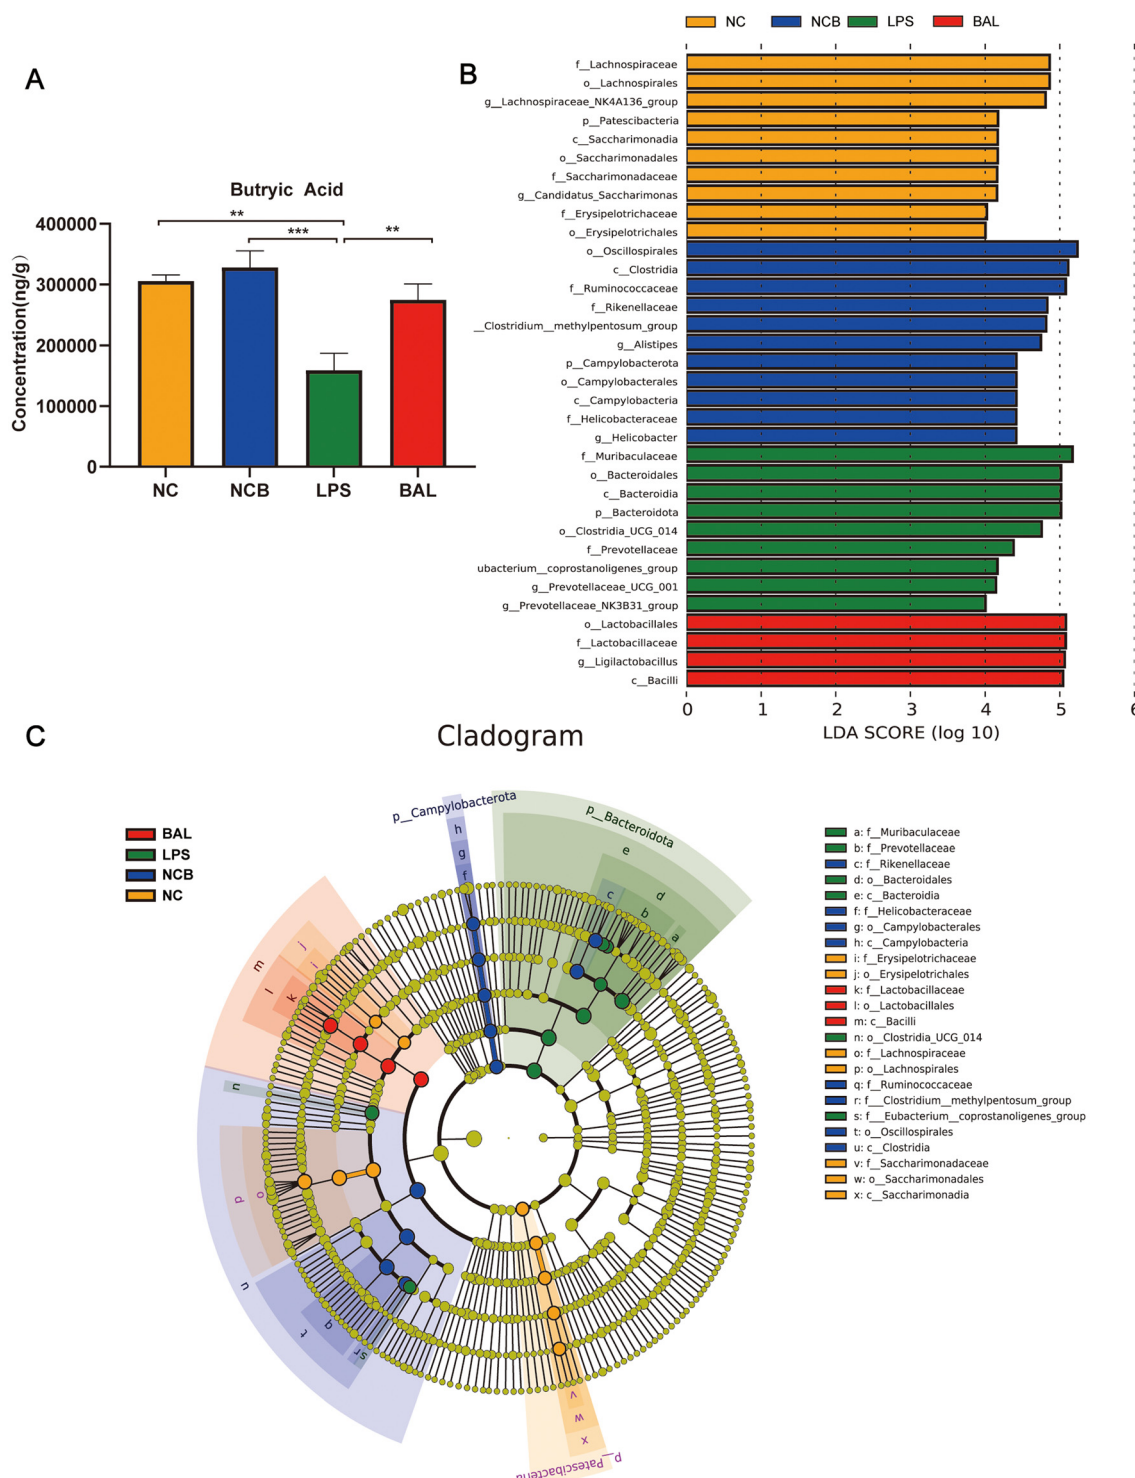 NC NCB LPS BAL
A
B
f__Lachnospiraceae
o__Lachnospirales
g__Lachnospiraceae_NK4A136_group
p__Patescibacteria
c__Saccharimonadia
o__Saccharimonadales
f__Saccharimonadaceae
g__Candidatus_Saccharimonas
f__Erysipelotrichaceae
o__Erysipelotrichales
o__Oscillospirales
c__Clostridia
f__Ruminococcaceae
f__Rikenellaceae
__Clostridium__methylpentosum_group
g__Alistipes
p__Campylobacterota
o__Campylobacterales
c__Campylobacteria
f__Helicobacteraceae
g__Helicobacter
f__Muribaculaceae
o__Bacteroidales
c__Bacteroidia
p__Bacteroidota
o__Clostridia_UCG_014
f__Prevotellaceae
ubacterium__coprostanoligenes_group
g__Prevotellaceae_UCG_001
g__Prevotellaceae_NK3B31_group
o__Lactobacillales
f__Lactobacillaceae
g__Ligilactobacillus
c__Bacilli
0 1 2 3 4 5 6
LDA SCORE (log 10)
Butryic Acid
Concentration(ng/g)
400000
300000
200000
100000
0
**
***
**
NC NCB LPS BAL
C
Cladogram
BAL
LPS
NCB
NC
p__Campylobacterota
h
g
f
p__Bacteroidota
e
d
c
b
a
m
l
k
j
i
n
p
o
u
t
q
s
r
v
w
x
p__Patescibacteria
a: f__Muribaculaceae
b: f__Prevotellaceae
c: f__Rikenellaceae
d: o__Bacteroidales
e: c__Bacteroidia
f: f__Helicobacteraceae
g: o__Campylobacterales
h: c__Campylobacteria
i: f__Erysipelotrichaceae
j: o__Erysipelotrichales
k: f__Lactobacillaceae
l: o__Lactobacillales
m: c__Bacilli
n: o__Clostridia_UCG_014
o: f__Lachnospiraceae
p: o__Lachnospirales
q: f__Ruminococcaceae
r: f___Clostridium__methylpentosum_group
s: f___Eubacterium__coprostanoligenes_group
t: o__Oscillospirales
u: c__Clostridia
v: f__Saccharimonadaceae
w: o__Saccharimonadales
x: c__Saccharimonadia